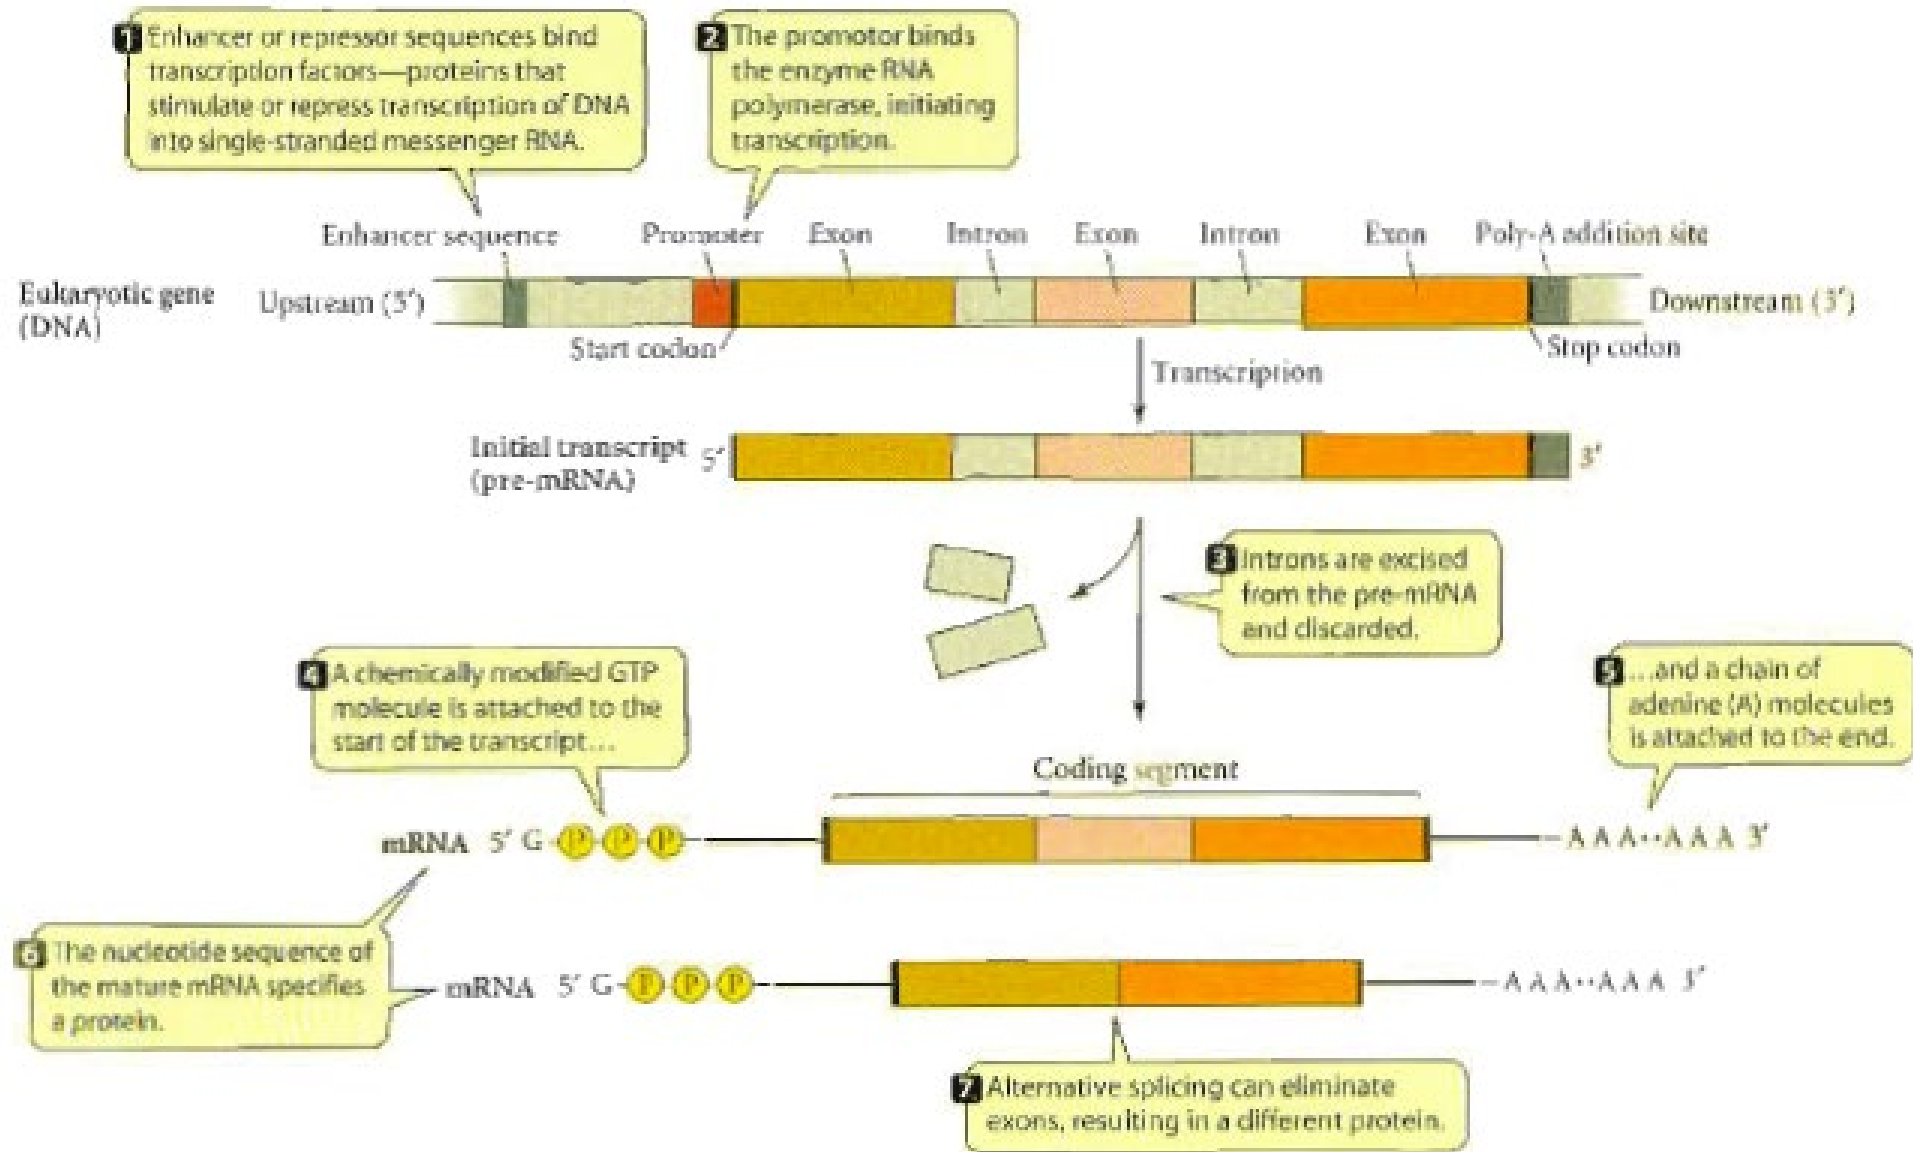 1 Enhancer or repressor sequences bind
transcription factors—proteins that
stimulate or repress transcription of DNA
into single-stranded messenger RNA.
2 The promotor binds
the enzyme RNA
polymerase, initiating
transcription.
Enhancer sequence
Promoter
Exon
Intron
Exon
Intron
Exon
Poly-A addition site
Eukaryotic gene
(DNA)
Upstream (5′)
Downstream (3′)
Start codon
Stop codon
Transcription
Initial transcript
(pre-mRNA)
5′
3′
3 Introns are excised
from the pre-mRNA
and discarded.
4 A chemically modified GTP
molecule is attached to the
start of the transcript...
5 ...and a chain of
adenine (A) molecules
is attached to the end.
Coding segment
mRNA 5′ G P P P
A A A··A A A 3′
6 The nucleotide sequence of
the mature mRNA specifies
a protein.
mRNA 5′ G P P P
A A A··A A A 3′
7 Alternative splicing can eliminate
exons, resulting in a different protein.